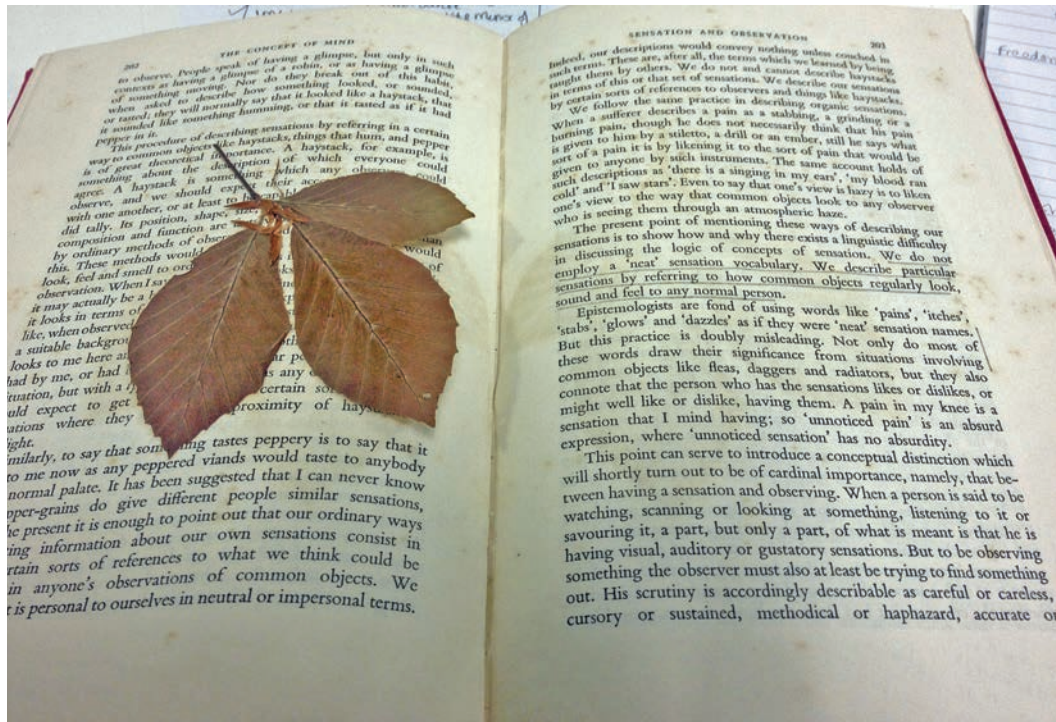 202
THE CONCEPT OF MIND
to observe. People speak of having a glimpse, but only in such
contexts as having a glimpse of a robin, or as having a glimpse
of something moving. Nor do they break out of this habit
when asked to describe how something looked, or sounded,
or tasted; they will normally say that it looked like a haystack, that
it sounded like something humming, or that it tasted as if it had
pepper in it.
This procedure of describing sensations by referring in a certain
way to common objects like haystacks, things that hum, and pepper
is of great theoretical importance. A haystack, for example, is
something about the description of which everyone could
agree. A haystack is something which any observer could
observe, and we should expect their
with one another, or at least to
did tally. Its position, shape, size,
composition and function are
by ordinary methods of
this. These methods would would
look, feel and smell to of
observation. When I say
it may actually be a
it looks in terms of
like, when observed
a suitable
looks to me here
had by me, or had
but with a certain
expect to get proximity of
where they

to say that something tastes peppery is to say that it
to me now as any peppered viands would taste to anybody
normal palate. It has been suggested that I can never know
do give different people similar sensations,
present it is enough to point out that our ordinary ways
information about our own sensations consist in
sorts of references to what we think could be
in anyone's observations of common objects. We
is personal to ourselves in neutral or impersonal terms.
SENSATION AND OBSERVATION
203
Indeed, our descriptions would convey nothing unless couched in
such terms. These are, after all, the terms which we learned by being
taught them by others. We do not and cannot describe haystacks
in terms of this or that set of sensations. We describe our sensations
by certain sorts of references to observers and things like haystacks.
We follow the same practice in describing organic sensations.
When a sufferer describes a pain as a stabbing, a grinding or a
burning pain, though he does not necessarily think that his pain
is given to him by a stiletto, a drill or an ember, still he says what
sort of a pain it is by likening it to the sort of pain that would be
given to anyone by such instruments. The same account holds of
such descriptions as 'there is a singing in my ears', 'my blood ran
cold' and 'I saw stars'. Even to say that one's view is hazy is to liken
one's view to the way that common objects look to any observer
who is seeing them through an atmospheric haze.
The present point of mentioning these ways of describing our
sensations is to show how and why there exists a linguistic difficulty
in discussing the logic of concepts of sensation. We do not
employ a 'neat' sensation vocabulary. We describe particular
sensations by referring to how common objects regularly look,
sound and feel to any normal person.
Epistemologists are fond of using words like 'pains', 'itches',
'stabs', 'glows' and 'dazzles' as if they were 'neat' sensation names.
But this practice is doubly misleading. Not only do most of
these words draw their significance from situations involving
common objects like fleas, daggers and radiators, but they also
connote that the person who has the sensations likes or dislikes, or
might well like or dislike, having them. A pain in my knee is a
sensation that I mind having; so 'unnoticed pain' is an absurd
expression, where 'unnoticed sensation' has no absurdity.
This point can serve to introduce a conceptual distinction which
will shortly turn out to be of cardinal importance, namely, that be-
tween having a sensation and observing. When a person is said to be
watching, scanning or looking at something, listening to it or
savouring it, a part, but only a part, of what is meant is that he is
having visual, auditory or gustatory sensations. But to be observing
something the observer must also at least be trying to find something
out. His scrutiny is accordingly describable as careful or careless,
cursory or sustained, methodical or haphazard, accurate or